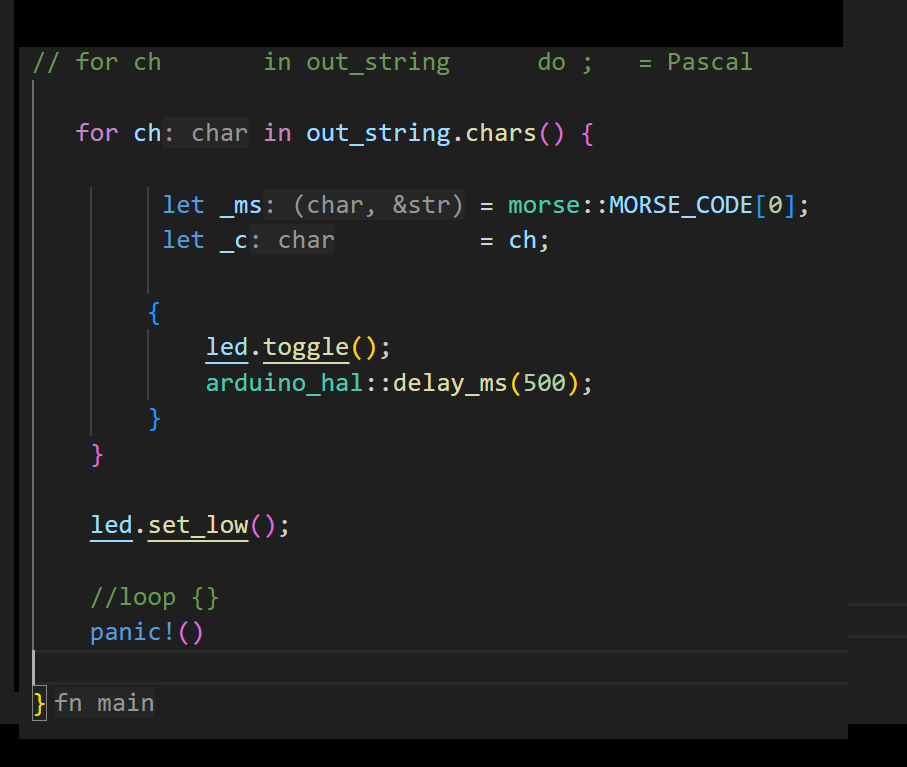 // for ch       in out_string      do ;   = Pascal
for ch: char in out_string.chars() {
let _ms: (char, &str) = morse::MORSE_CODE[0];
let _c: char          = ch;
{
led.toggle();
arduino_hal::delay_ms(500);
}
}
led.set_low();
//loop {}
panic!()
} fn main